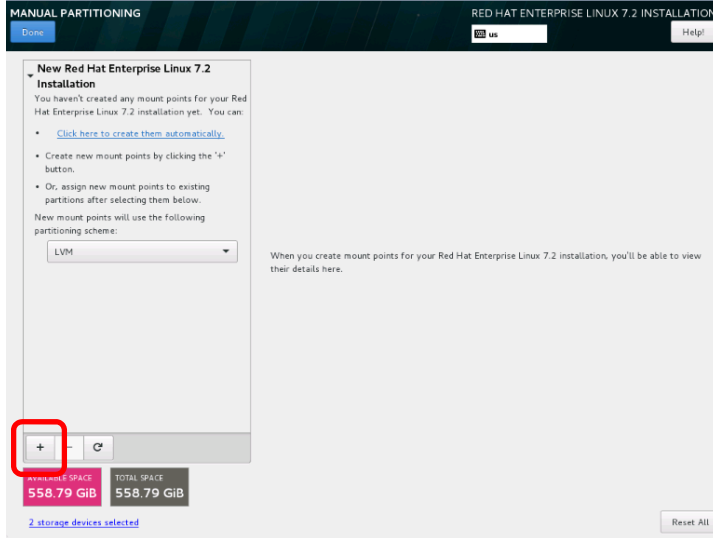 MANUAL PARTITIONING
RED HAT ENTERPRISE LINUX 7.2 INSTALLATION
Done
us
Help!
New Red Hat Enterprise Linux 7.2
Installation
You haven't created any mount points for your Red
Hat Enterprise Linux 7.2 installation yet. You can:
• Click here to create them automatically.
• Create new mount points by clicking the '+'
button.
• Or, assign new mount points to existing
partitions after selecting them below.
New mount points will use the following
partitioning scheme:
LVM
When you create mount points for your Red Hat Enterprise Linux 7.2 installation, you'll be able to view
their details here.
+ -
AVAILABLE SPACE
558.79 GiB
TOTAL SPACE
558.79 GiB
2 storage devices selected
Reset All